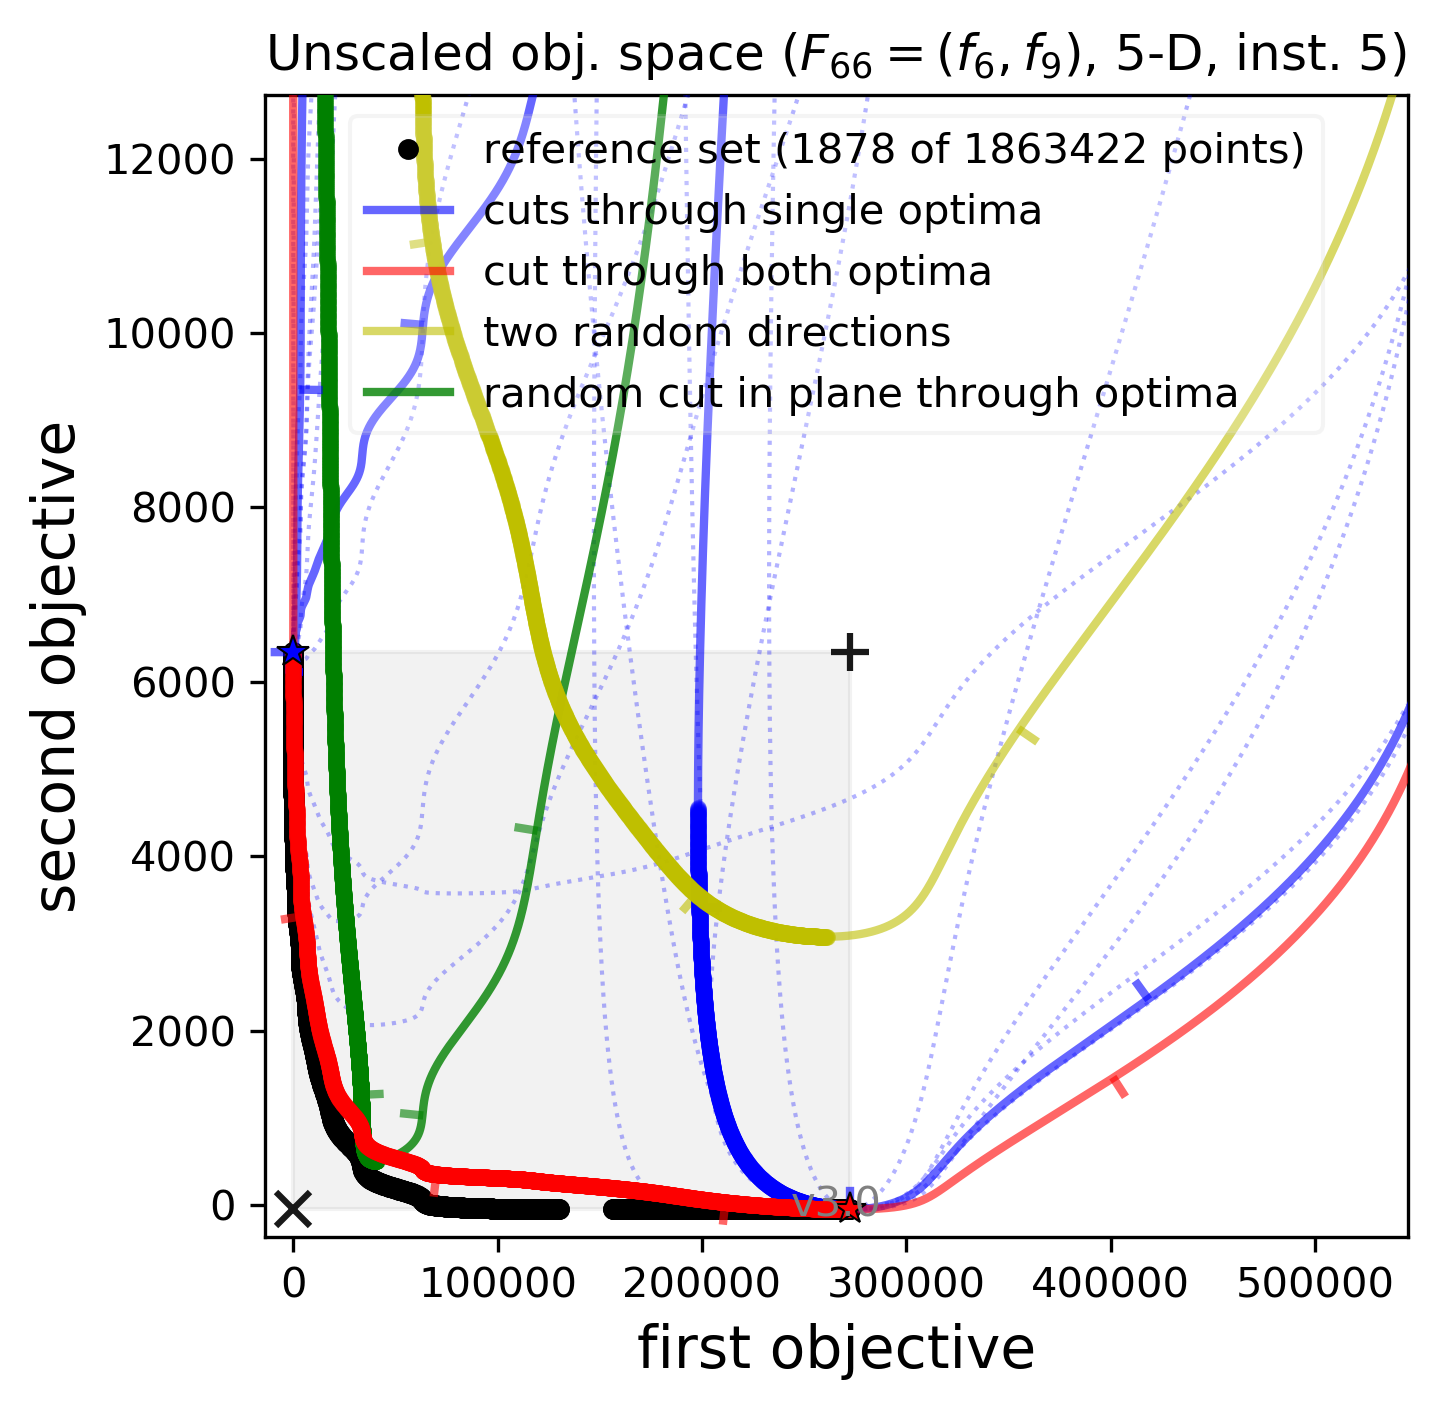 Unscaled obj. space (F₆₆ = (f₆, f₉), 5-D, inst. 5)
reference set (1878 of 1863422 points)
cuts through single optima
cut through both optima
two random directions
random cut in plane through optima
12000
10000
8000
6000
4000
2000
0
second objective
v3.0
0 100000 200000 300000 400000 500000
first objective